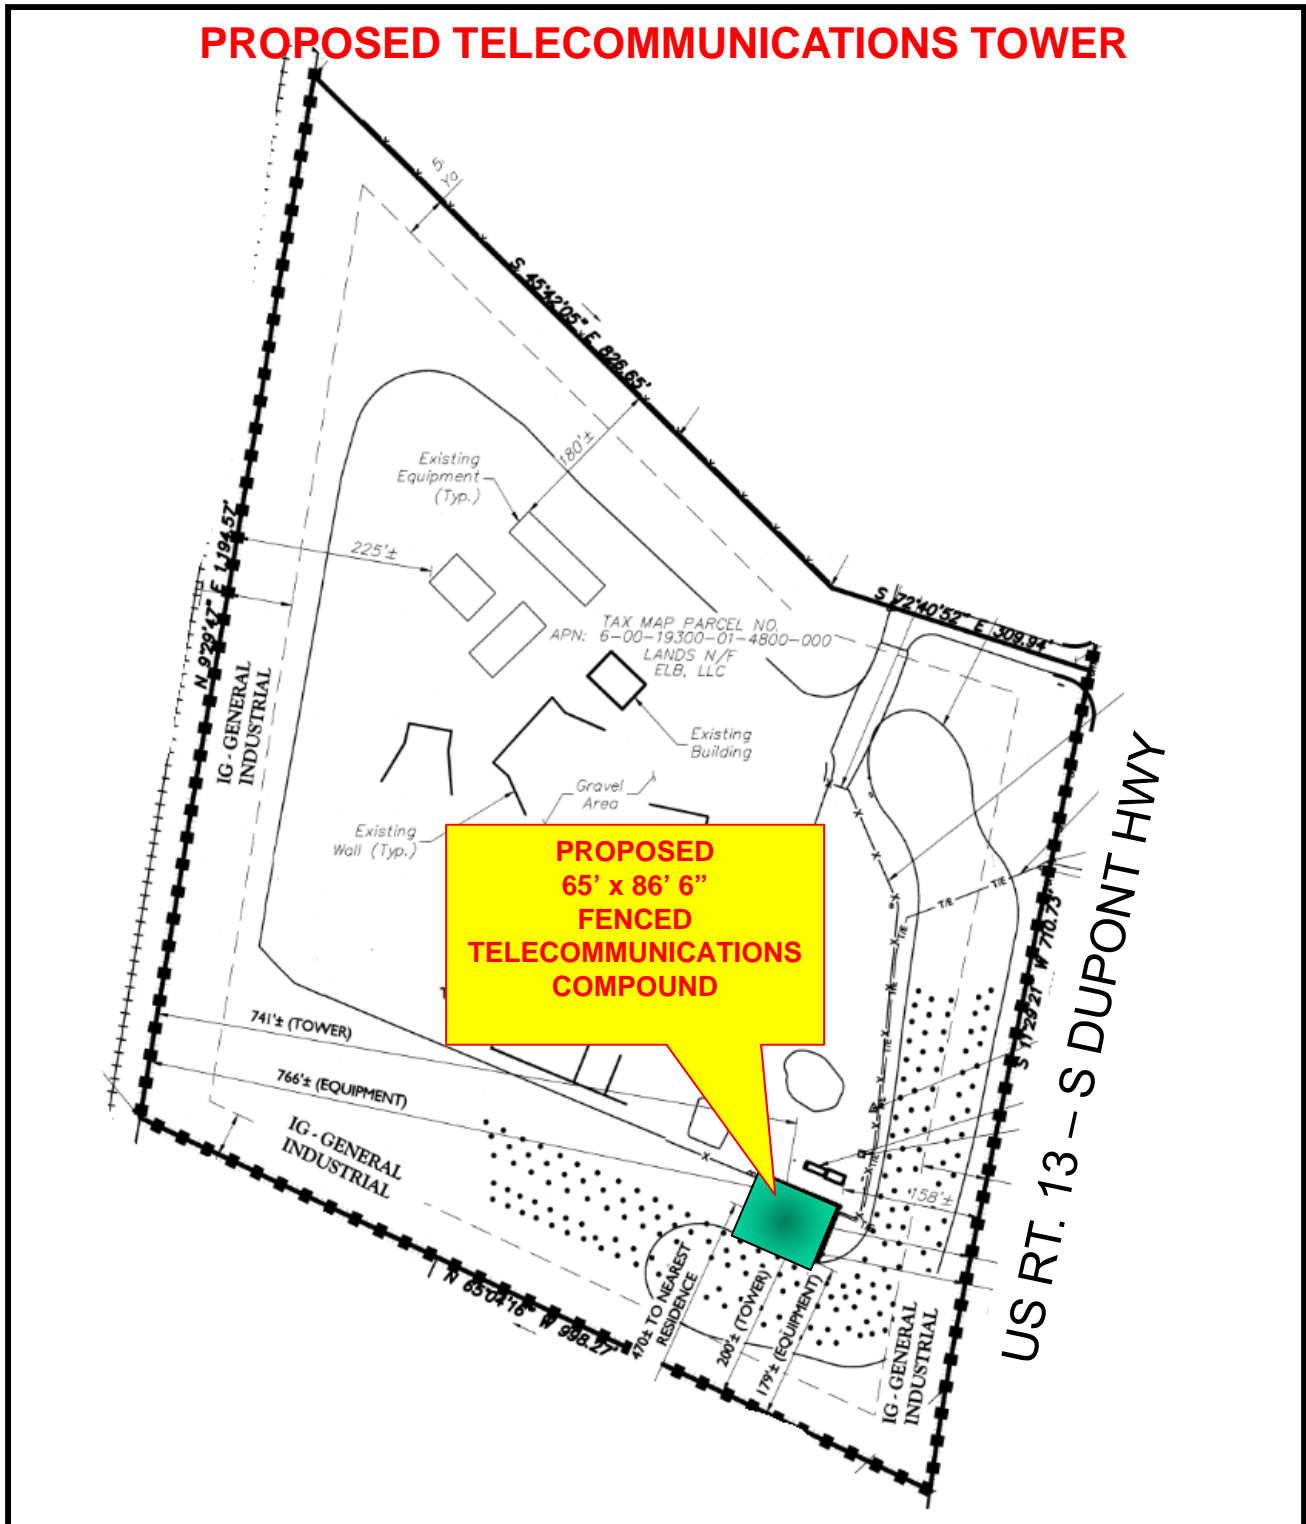 PROPOSED TELECOMMUNICATIONS TOWER
S 45°42'05" E 826.65'
180'±
Existing
Equipment
(Typ.)
225'±
N 9°29'47" E 1,194.57'
IG - GENERAL
INDUSTRIAL
TAX MAP PARCEL NO.
APN: 6-00-19300-01-4800-000
LANDS N/F
ELB, LLC
S 72°40'52" E 309.94'
Existing
Building
Gravel
Area
Existing
Wall (Typ.)
PROPOSED
65' x 86' 6”
FENCED
TELECOMMUNICATIONS
COMPOUND
T/E
T/E
T/E
T/E
T/E
US RT. 13 – S DUPONT HWY
741'± (TOWER)
766'± (EQUIPMENT)
IG - GENERAL
INDUSTRIAL
158'±
N 65°04'16" W 998.27'
470± TO NEAREST
RESIDENCE
200'± (TOWER)
179'± (EQUIPMENT)
IG - GENERAL
INDUSTRIAL